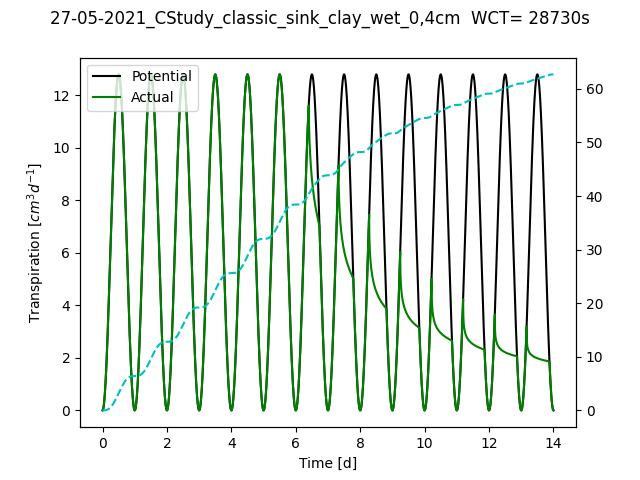 27-05-2021_CStudy_classic_sink_clay_wet_0,4cm  WCT= 28730s
Potential
Actual
Transpiration [cm³d⁻¹]
12
10
8
6
4
2
0
60
50
40
30
20
10
0
0 2 4 6 8 10 12 14
Time [d]